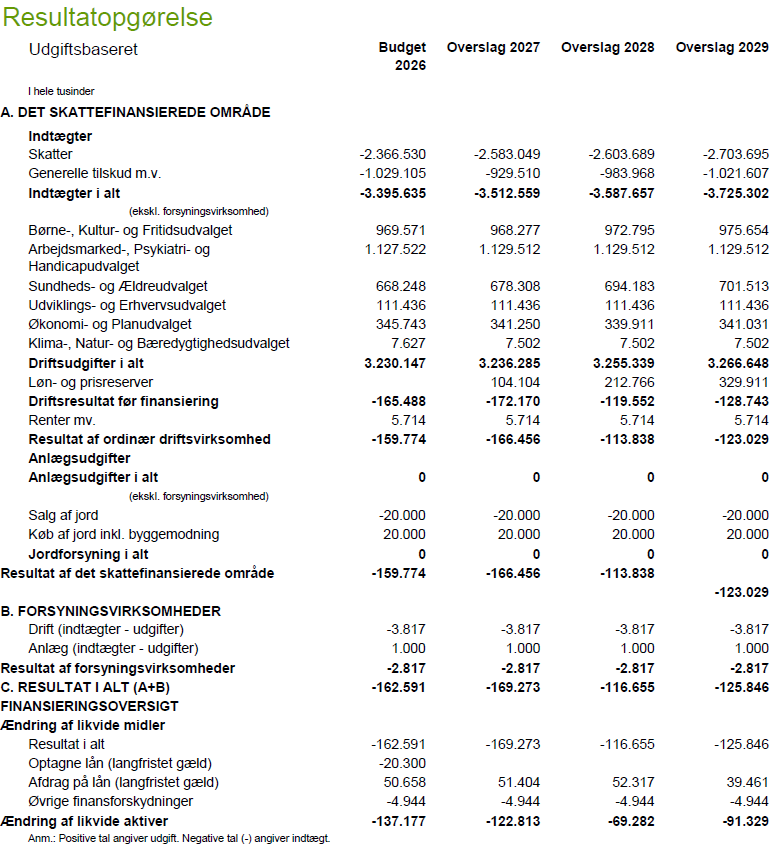 Resultatopgørelse
Udgiftsbaseret Budget 2026 Overslag 2027 Overslag 2028 Overslag 2029
I hele tusinder
A. DET SKATTEFINANSIEREDE OMRÅDE
Indtægter
Skatter -2.366.530 -2.583.049 -2.603.689 -2.703.695
Generelle tilskud m.v. -1.029.105 -929.510 -983.968 -1.021.607
Indtægter i alt -3.395.635 -3.512.559 -3.587.657 -3.725.302
(ekskl. forsyningsvirksomhed)
Børne-, Kultur- og Fritidsudvalget 969.571 968.277 972.795 975.654
Arbejdsmarked-, Psykiatri- og 1.127.522 1.129.512 1.129.512 1.129.512
Handicapudvalget
Sundheds- og Ældreudvalget 668.248 678.308 694.183 701.513
Udviklings- og Erhvervsudvalget 111.436 111.436 111.436 111.436
Økonomi- og Planudvalget 345.743 341.250 339.911 341.031
Klima-, Natur- og Bæredygtighedsudvalget 7.627 7.502 7.502 7.502
Driftsudgifter i alt 3.230.147 3.236.285 3.255.339 3.266.648
Løn- og prisreserver 104.104 212.766 329.911
Driftsresultat før finansiering -165.488 -172.170 -119.552 -128.743
Renter mv. 5.714 5.714 5.714 5.714
Resultat af ordinær driftsvirksomhed -159.774 -166.456 -113.838 -123.029
Anlægsudgifter
Anlægsudgifter i alt 0 0 0 0
(ekskl. forsyningsvirksomhed)
Salg af jord -20.000 -20.000 -20.000 -20.000
Køb af jord inkl. byggemodning 20.000 20.000 20.000 20.000
Jordforsyning i alt 0 0 0 0
Resultat af det skattefinansierede område -159.774 -166.456 -113.838
-123.029
B. FORSYNINGSVIRKSOMHEDER
Drift (indtægter - udgifter) -3.817 -3.817 -3.817 -3.817
Anlæg (indtægter - udgifter) 1.000 1.000 1.000 1.000
Resultat af forsyningsvirksomheder -2.817 -2.817 -2.817 -2.817
C. RESULTAT I ALT (A+B) -162.591 -169.273 -116.655 -125.846
FINANSIERINGSOVERSIGT
Ændring af likvide midler
Resultat i alt -162.591 -169.273 -116.655 -125.846
Optagne lån (langfristet gæld) -20.300
Afdrag på lån (langfristet gæld) 50.658 51.404 52.317 39.461
Øvrige finansforskydninger -4.944 -4.944 -4.944 -4.944
Ændring af likvide aktiver -137.177 -122.813 -69.282 -91.329
Anm.: Positive tal angiver udgift. Negative tal (-) angiver indtægt.